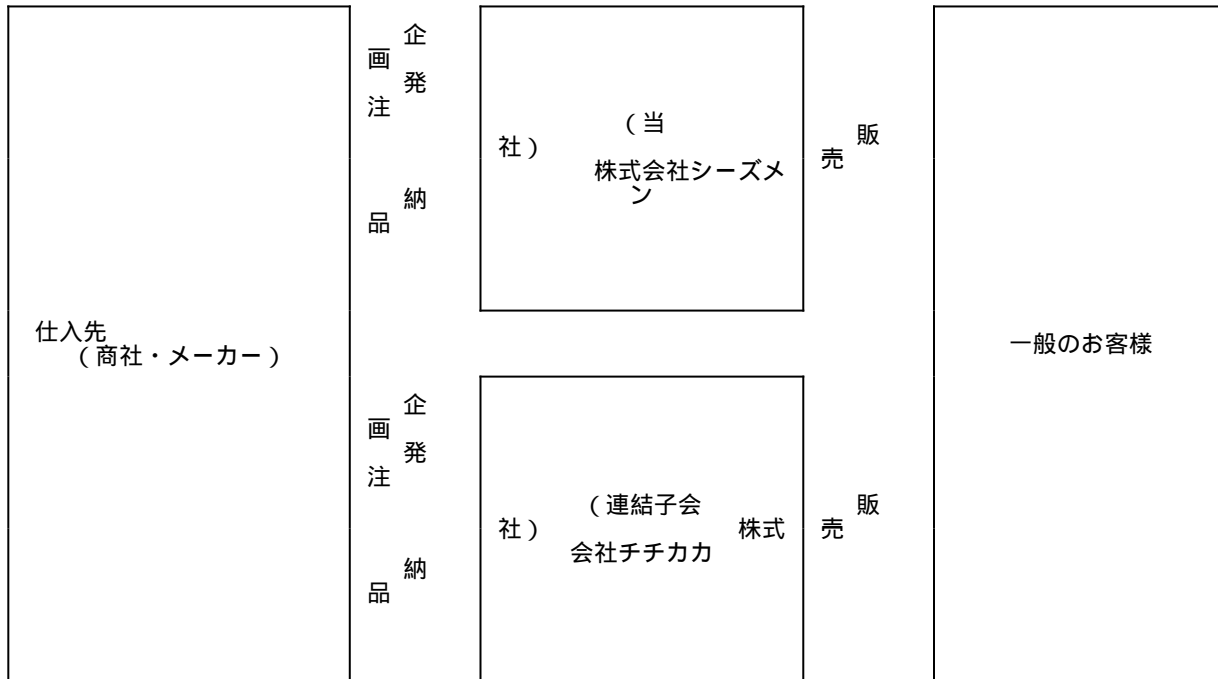 仕入先
(商社・メーカー)
企画
発注
納品
(当社)
株式会社シーズメン
販売
企画
発注
納品
(連結子会社)
株式会社チチカカ
販売
一般のお客様